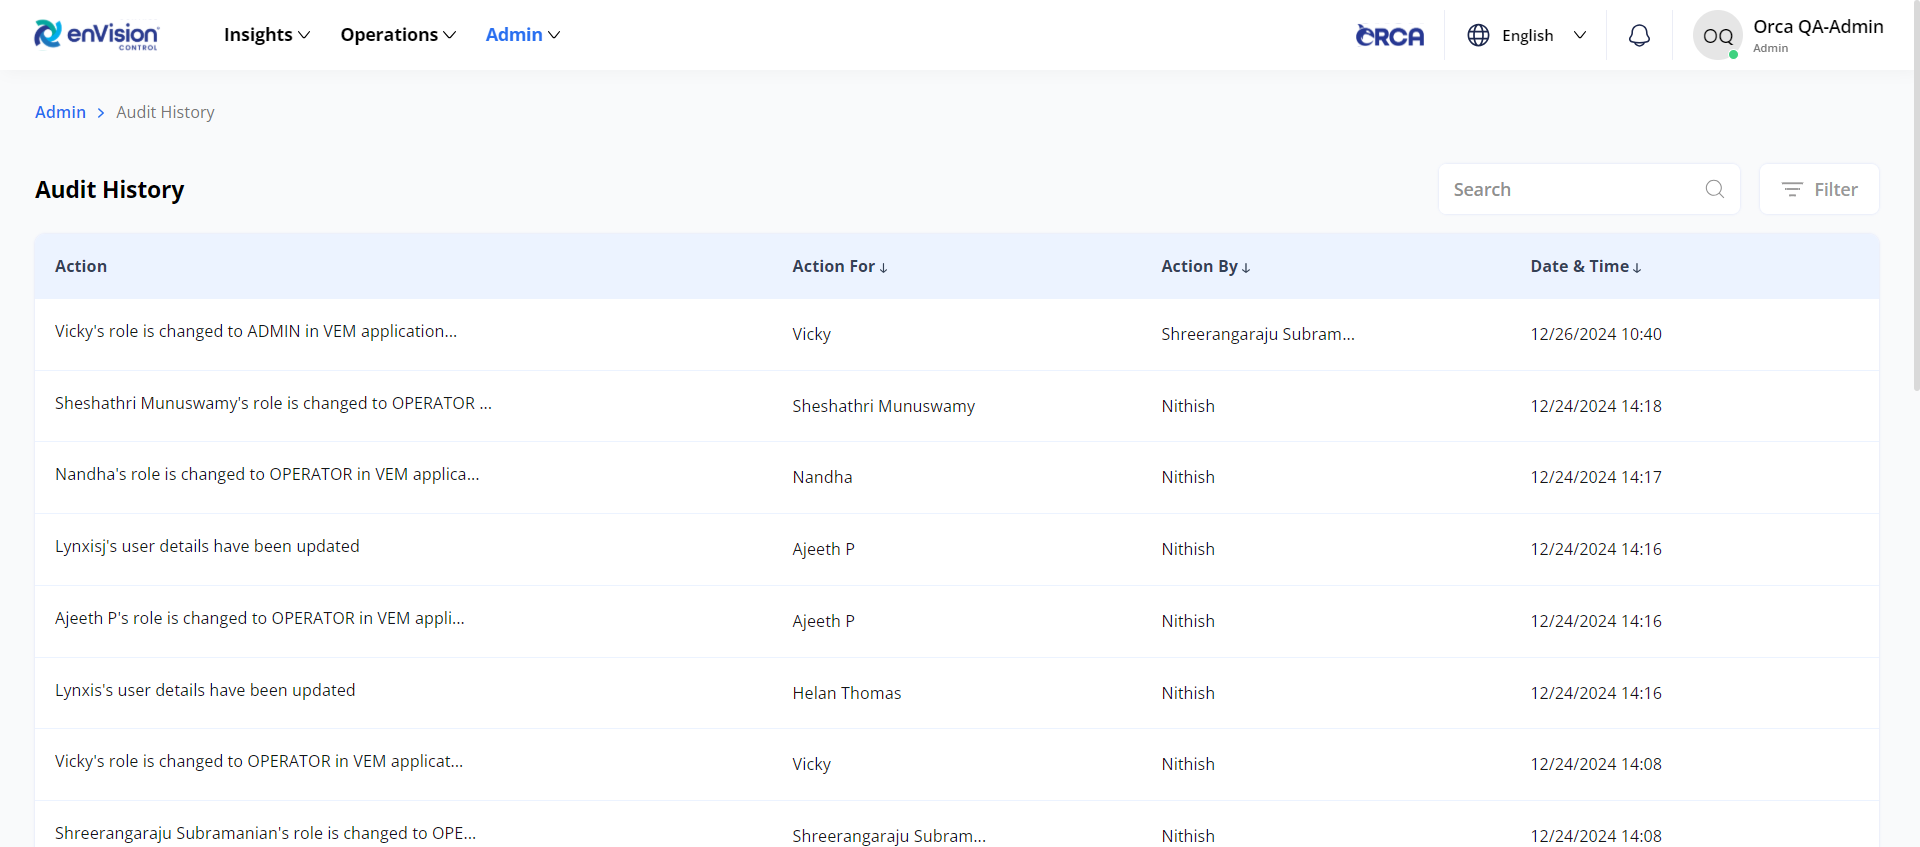 enVision CONTROL Insights Operations Admin ORCA English OQ Orca QA-Admin Admin
Admin > Audit History
Audit History Search Filter
Action Action For ↓ Action By ↓ Date & Time ↓
Vicky's role is changed to ADMIN in VEM application... Vicky Shreerangaraju Subram... 12/26/2024 10:40
Sheshathri Munuswamy's role is changed to OPERATOR ... Sheshathri Munuswamy Nithish 12/24/2024 14:18
Nandha's role is changed to OPERATOR in VEM applica... Nandha Nithish 12/24/2024 14:17
Lynxisj's user details have been updated Ajeeth P Nithish 12/24/2024 14:16
Ajeeth P's role is changed to OPERATOR in VEM appli... Ajeeth P Nithish 12/24/2024 14:16
Lynxis's user details have been updated Helan Thomas Nithish 12/24/2024 14:16
Vicky's role is changed to OPERATOR in VEM applicat... Vicky Nithish 12/24/2024 14:08
Shreerangaraju Subramanian's role is changed to OPE... Shreerangaraju Subram... Nithish 12/24/2024 14:08